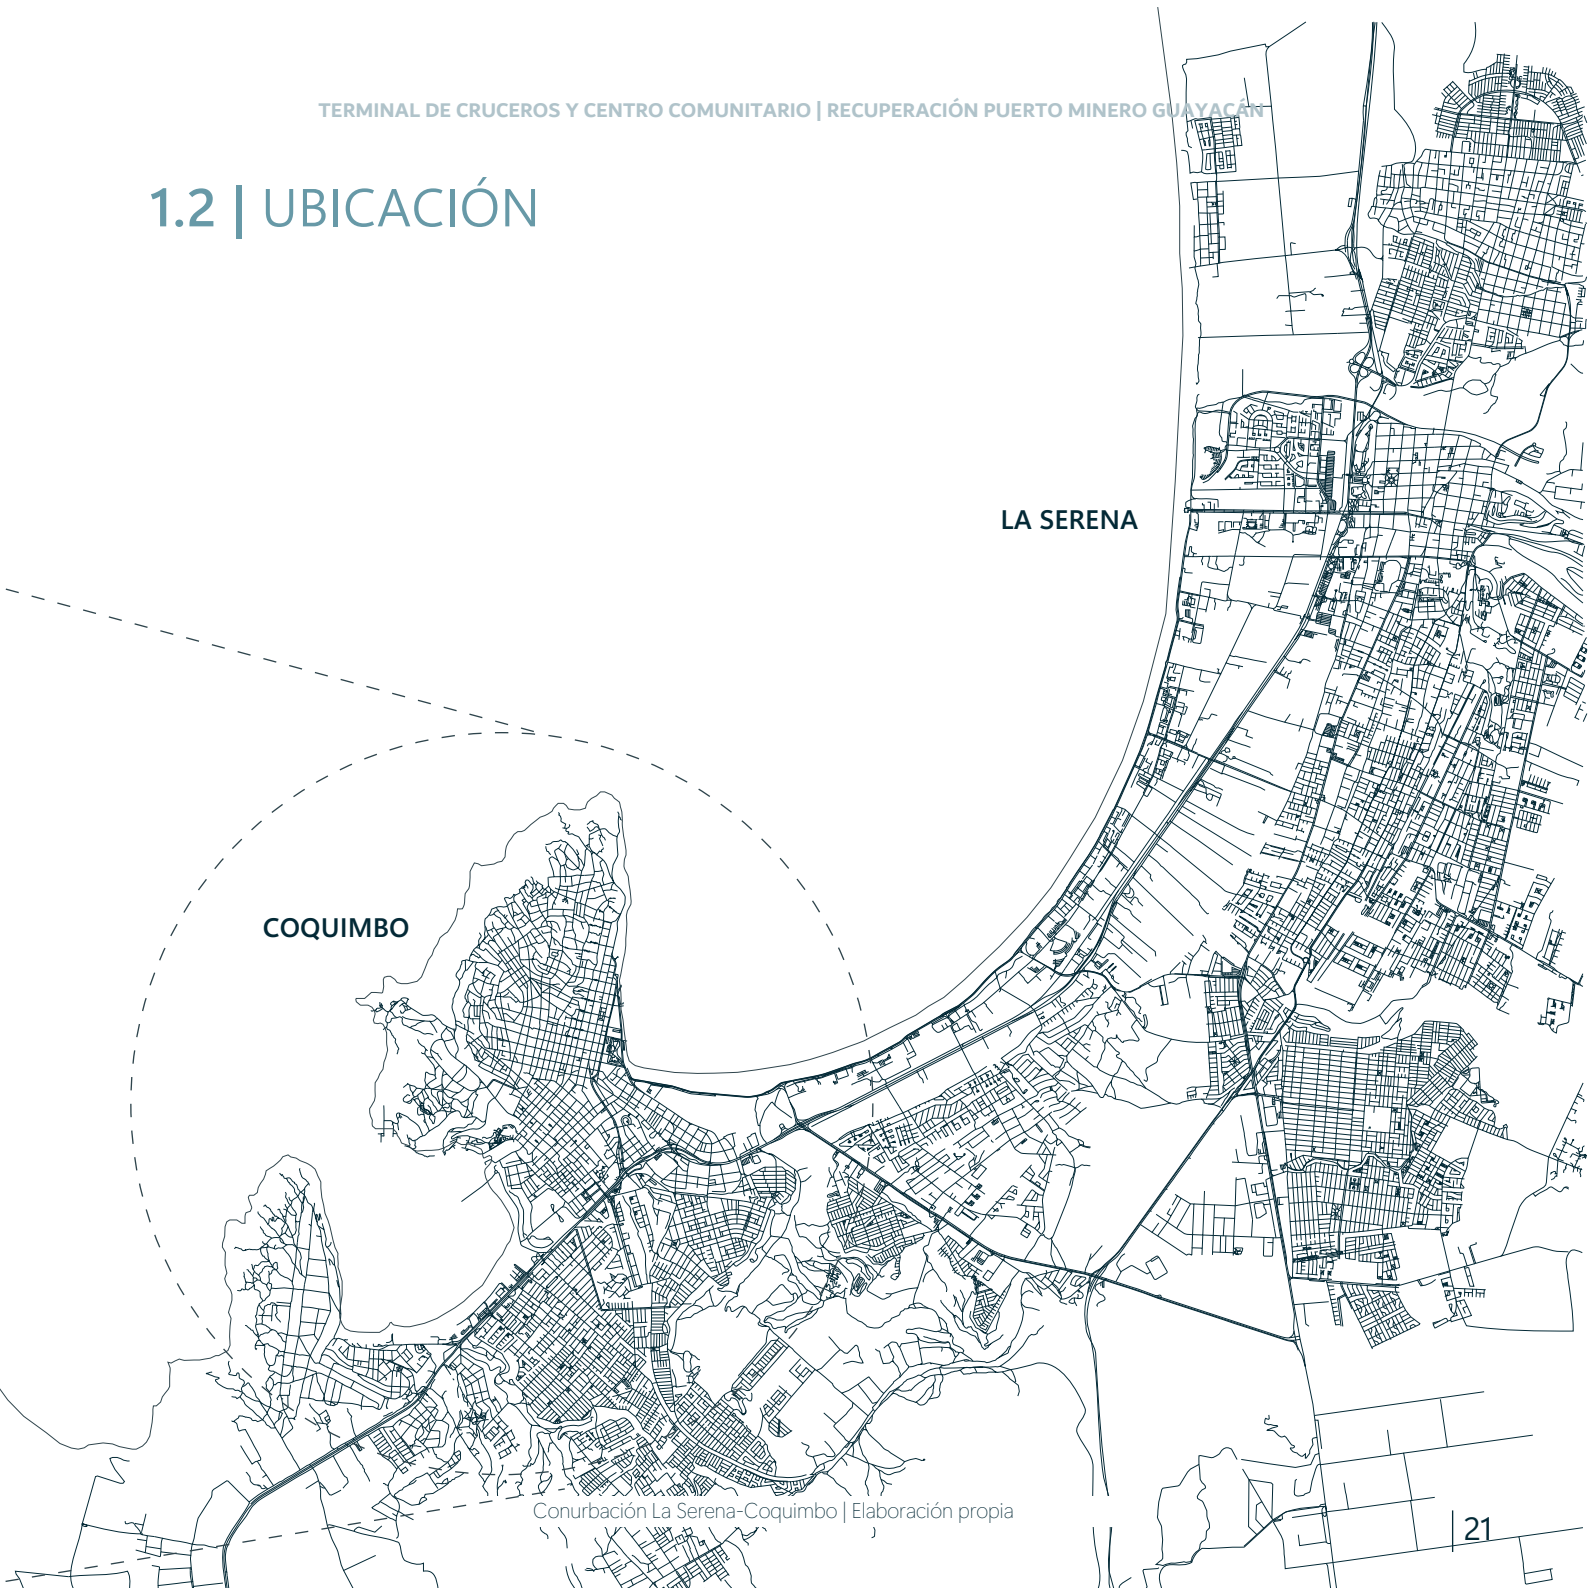 TERMINAL DE CRUCEROS Y CENTRO COMUNITARIO | RECUPERACIÓN PUERTO MINERO GUAYACÁN
1.2 | UBICACIÓN
LA SERENA
COQUIMBO
Conurbación La Serena-Coquimbo | Elaboración propia
| 21